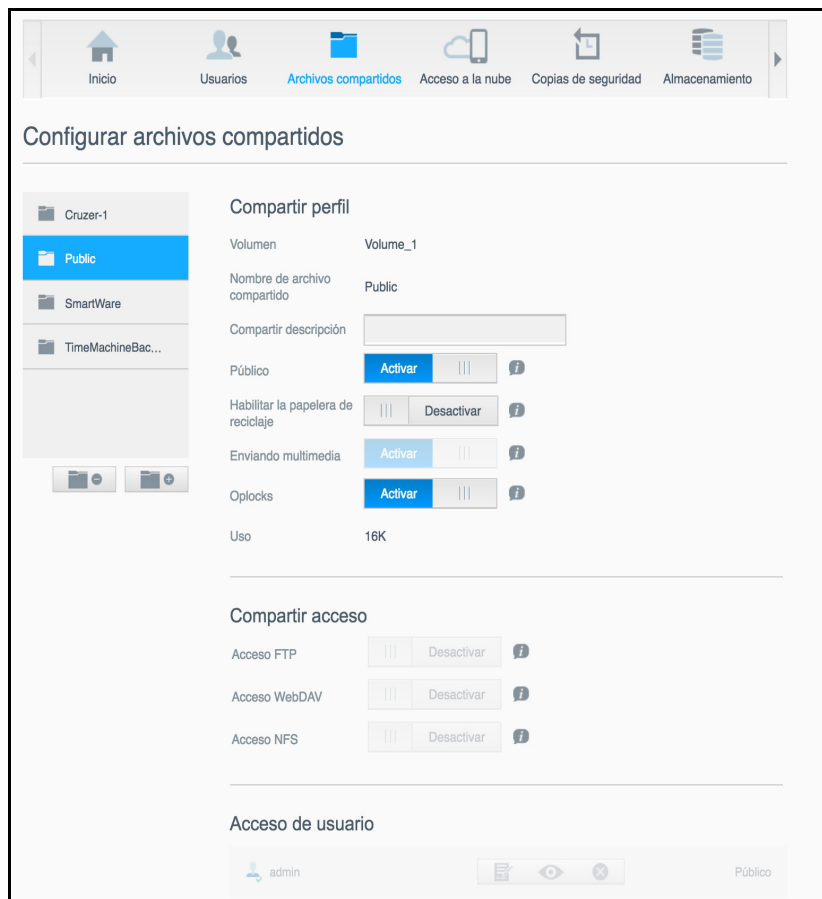 Inicio
Usuarios
Archivos compartidos
Acceso a la nube
Copias de seguridad
Almacenamiento
Configurar archivos compartidos
Cruzer-1
Public
SmartWare
TimeMachineBac...
Compartir perfil
Volumen
Volume_1
Nombre de archivo
compartido
Public
Compartir descripción
Público
Activar
Habilitar la papelera de
reciclaje
Desactivar
Enviando multimedia
Activar
Oplocks
Activar
Uso
16K
Compartir acceso
Acceso FTP
Desactivar
Acceso WebDAV
Desactivar
Acceso NFS
Desactivar
Acceso de usuario
admin
Público